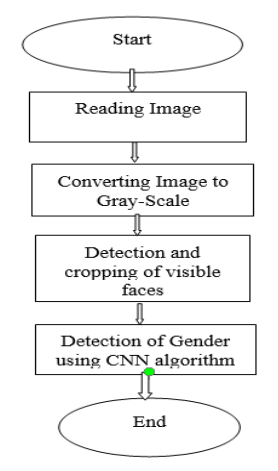 Start
Reading Image
Converting Image to
Gray-Scale
Detection and
cropping of visible
faces
Detection of Gender
using CNN algorithm
End